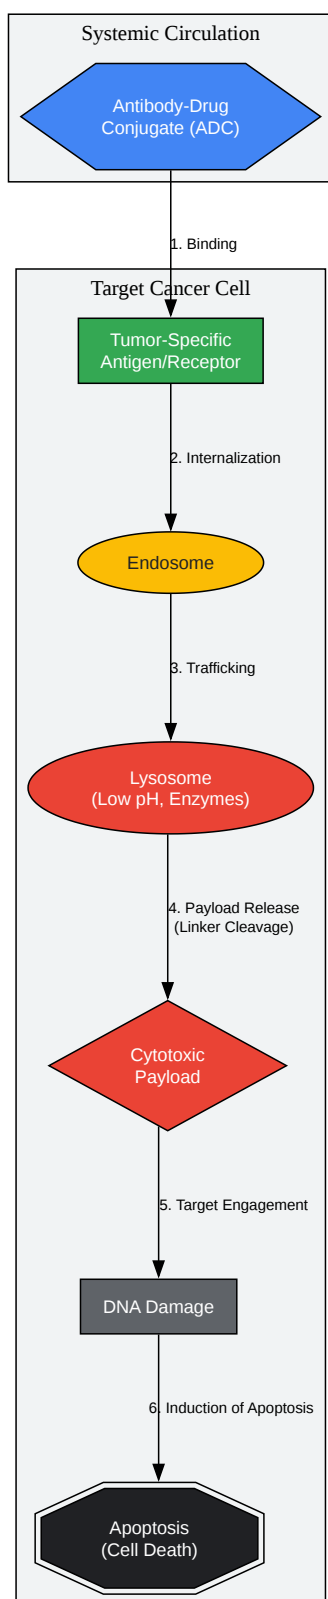 Systemic Circulation
Antibody-Drug
Conjugate (ADC)
1. Binding
Target Cancer Cell
Tumor-Specific
Antigen/Receptor
2. Internalization
Endosome
3. Trafficking
Lysosome
(Low pH, Enzymes)
4. Payload Release
(Linker Cleavage)
Cytotoxic
Payload
5. Target Engagement
DNA Damage
6. Induction of Apoptosis
Apoptosis
(Cell Death)